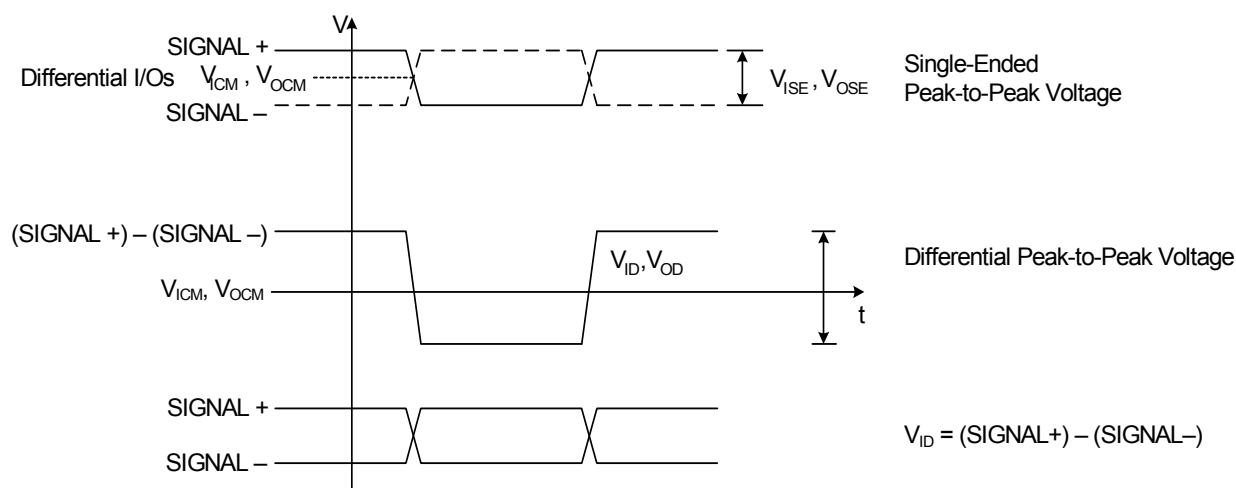 V
SIGNAL +
Differential I/Os V_ICM , V_OCM
SIGNAL –
V_ISE , V_OSE
Single-Ended
Peak-to-Peak Voltage
(SIGNAL +) – (SIGNAL –)
V_ID, V_OD
Differential Peak-to-Peak Voltage
V_ICM, V_OCM
t
SIGNAL +
SIGNAL –
V_ID = (SIGNAL+) – (SIGNAL–)